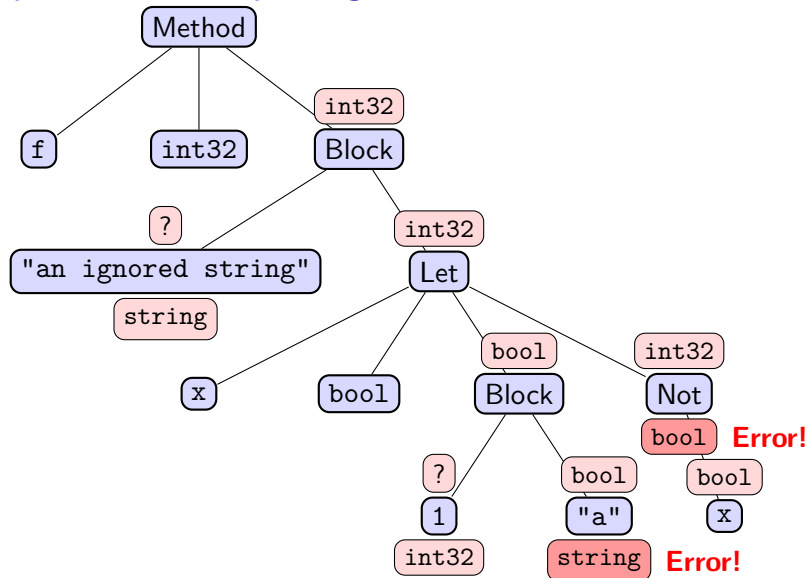 Method
int32
f int32 Block
? int32
"an ignored string" Let
string
bool int32
x bool Block Not
bool Error!
? bool bool
1 "a" x
int32 string Error!